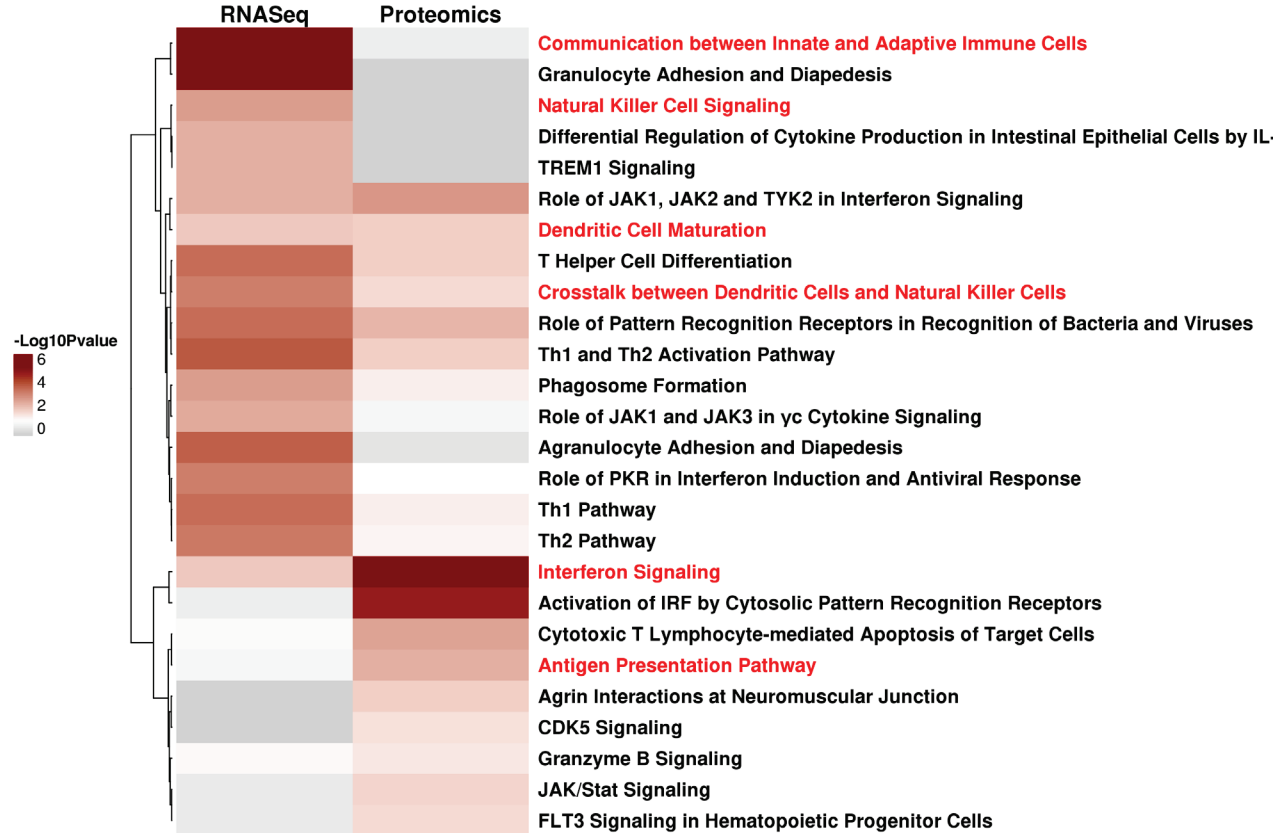 RNASeq Proteomics
Communication between Innate and Adaptive Immune Cells
Granulocyte Adhesion and Diapedesis
Natural Killer Cell Signaling
Differential Regulation of Cytokine Production in Intestinal Epithelial Cells by IL-
TREM1 Signaling
Role of JAK1, JAK2 and TYK2 in Interferon Signaling
Dendritic Cell Maturation
T Helper Cell Differentiation
Crosstalk between Dendritic Cells and Natural Killer Cells
Role of Pattern Recognition Receptors in Recognition of Bacteria and Viruses
Th1 and Th2 Activation Pathway
Phagosome Formation
Role of JAK1 and JAK3 in γc Cytokine Signaling
Agranulocyte Adhesion and Diapedesis
Role of PKR in Interferon Induction and Antiviral Response
Th1 Pathway
Th2 Pathway
Interferon Signaling
Activation of IRF by Cytosolic Pattern Recognition Receptors
Cytotoxic T Lymphocyte-mediated Apoptosis of Target Cells
Antigen Presentation Pathway
Agrin Interactions at Neuromuscular Junction
CDK5 Signaling
Granzyme B Signaling
JAK/Stat Signaling
FLT3 Signaling in Hematopoietic Progenitor Cells
-Log10Pvalue
6
4
2
0